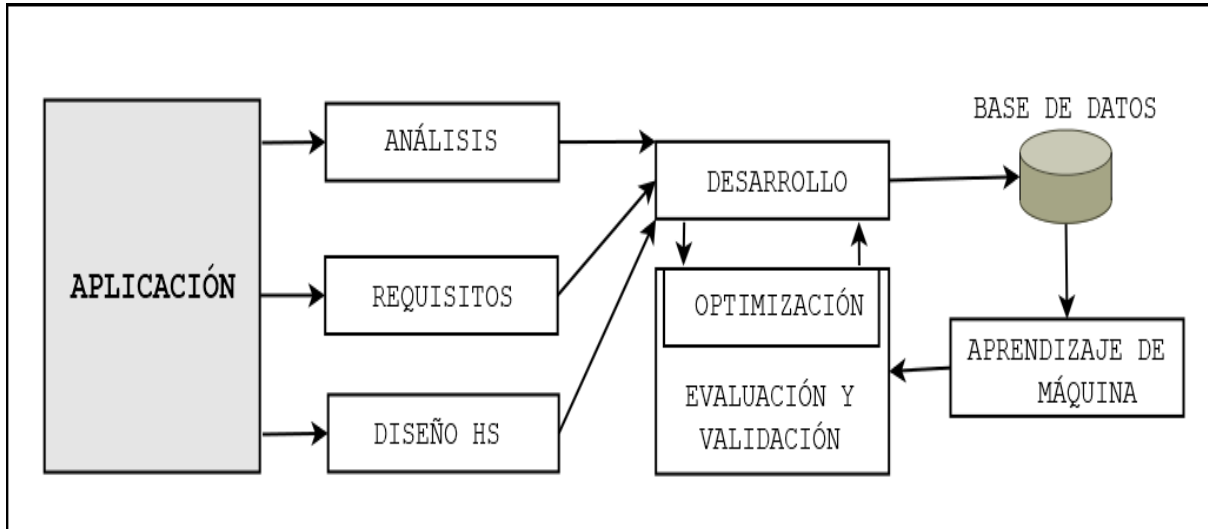 APLICACIÓN
ANÁLISIS
REQUISITOS
DISEÑO HS
DESARROLLO
OPTIMIZACIÓN
EVALUACIÓN Y
VALIDACIÓN
BASE DE DATOS
APRENDIZAJE DE
MÁQUINA